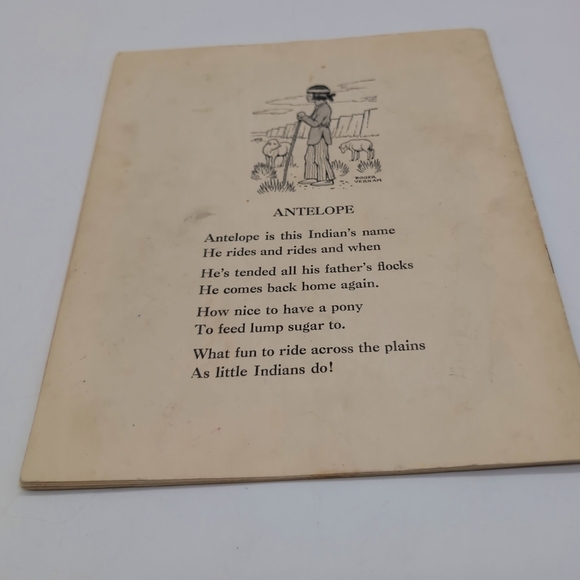 ROGER
VERNAM
ANTELOPE
Antelope is this Indian's name
He rides and rides and when
He's tended all his father's flocks
He comes back home again.
How nice to have a pony
To feed lump sugar to.
What fun to ride across the plains
As little Indians do!